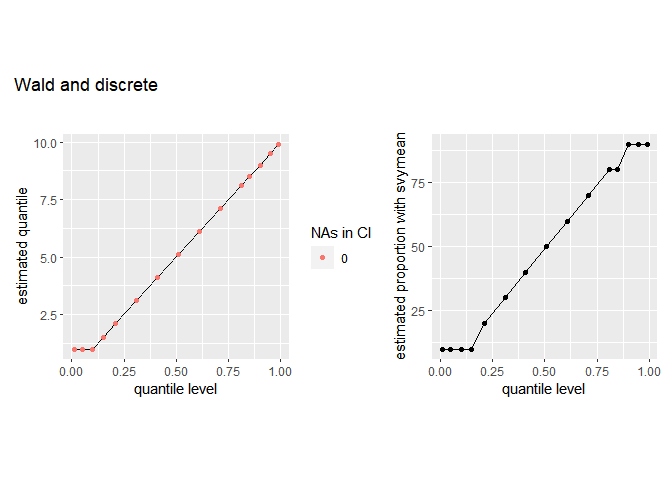 Wald and discrete
estimated quantile
10.0
7.5
5.0
2.5
0.00 0.25 0.50 0.75 1.00
quantile level
NAs in CI
0
estimated proportion with svymean
75
50
25
0.00 0.25 0.50 0.75 1.00
quantile level